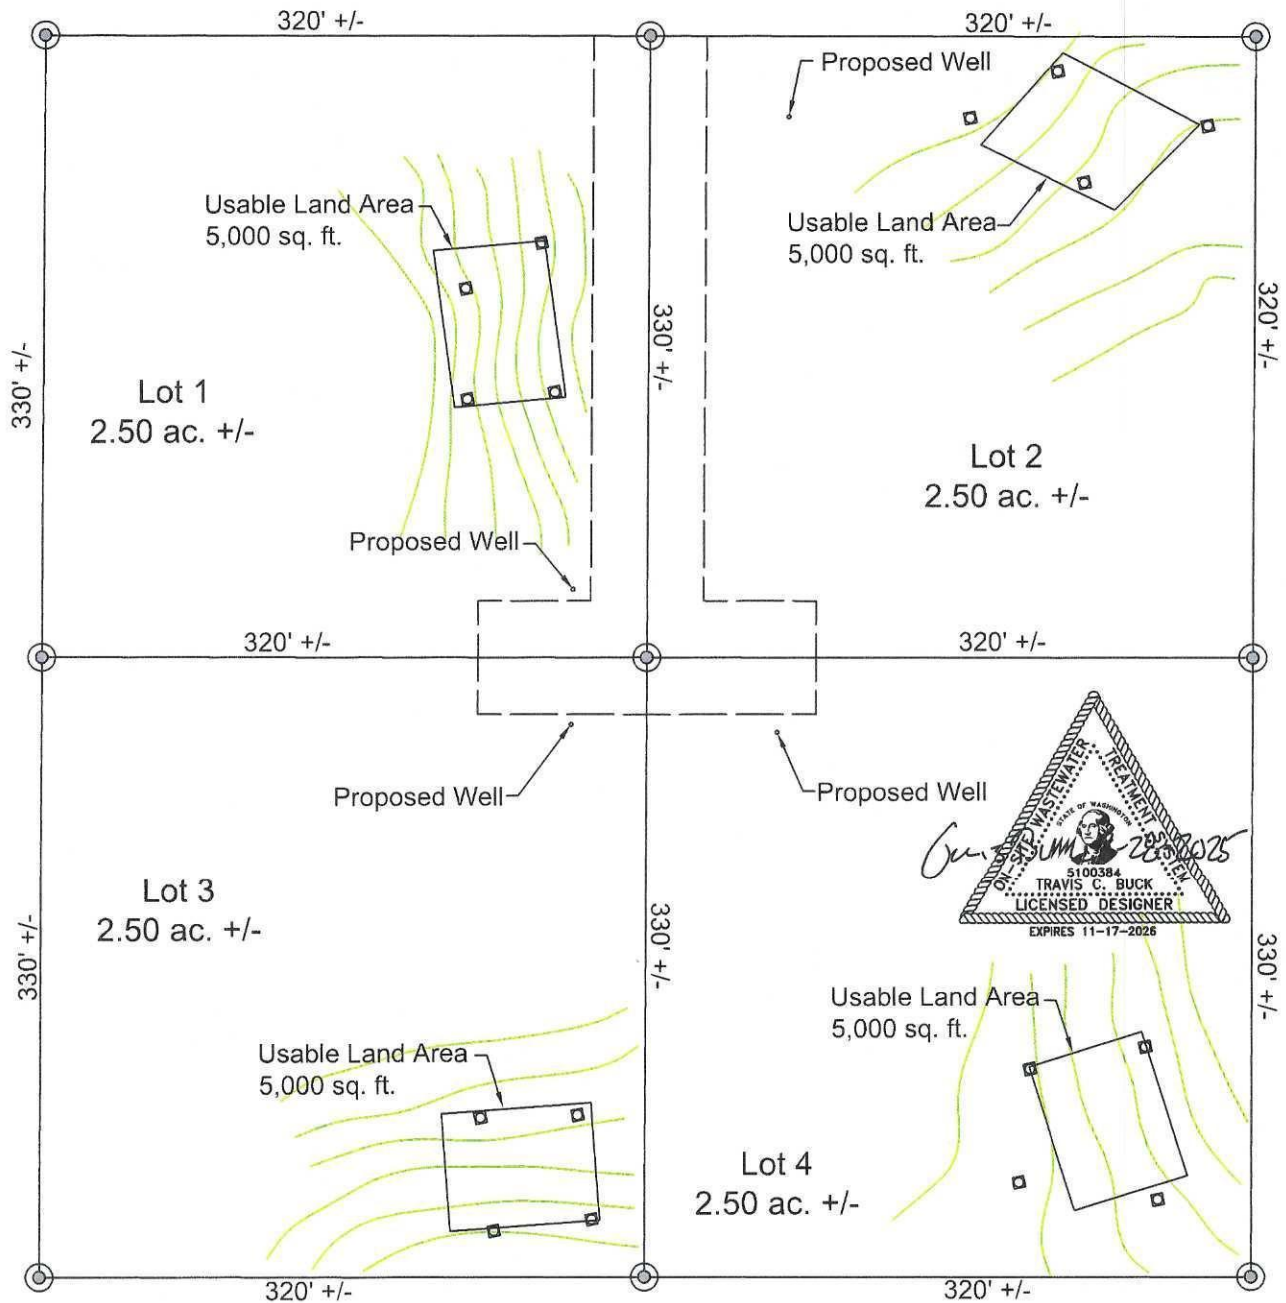 320' +/-
320' +/-
Proposed Well
Usable Land Area
5,000 sq. ft.
Usable Land Area
5,000 sq. ft.
330' +/-
330' +/-
320' +/-
Lot 1
2.50 ac. +/-
Lot 2
2.50 ac. +/-
Proposed Well
320' +/-
320' +/-
Proposed Well
Proposed Well
ON-SITE WASTEWATER
TREATMENT SYSTEM
STATE OF WASHINGTON
5100384
TRAVIS C. BUCK
LICENSED DESIGNER
EXPIRES 11-17-2026
Lot 3
2.50 ac. +/-
330' +/-
330' +/-
330' +/-
Usable Land Area
5,000 sq. ft.
Usable Land Area
5,000 sq. ft.
Lot 4
2.50 ac. +/-
320' +/-
320' +/-